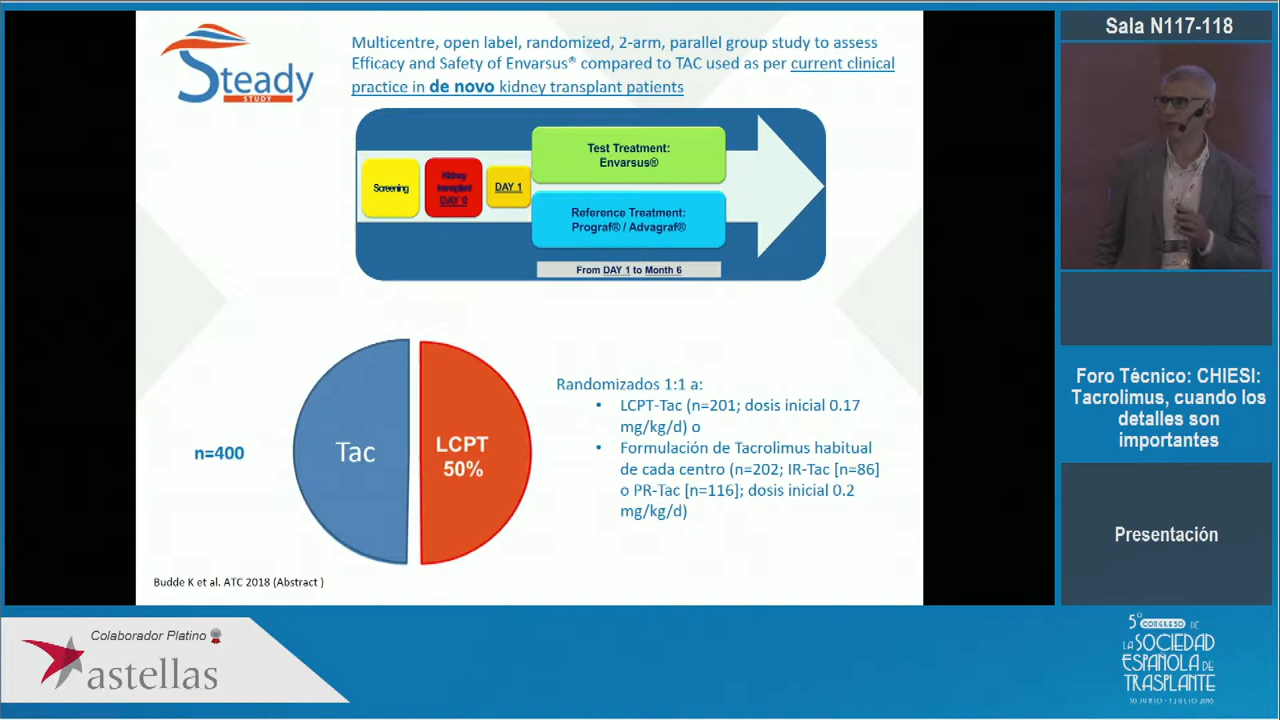 Steady
STUDY
Multicentre, open label, randomized, 2-arm, parallel group study to assess
Efficacy and Safety of Envarsus® compared to TAC used as per current clinical
practice in de novo kidney transplant patients
Screening
Kidney
transplant
DAY 0
DAY 1
Test Treatment:
Envarsus®
Reference Treatment:
Prograf® / Advagraf®
From DAY 1 to Month 6
n=400
Tac
LCPT
50%
Randomizados 1:1 a:
• LCPT-Tac (n=201; dosis inicial 0.17
mg/kg/d) o
• Formulación de Tacrolimus habitual
de cada centro (n=202; IR-Tac [n=86]
o PR-Tac [n=116]; dosis inicial 0.2
mg/kg/d)
Budde K et al. ATC 2018 (Abstract )
Sala N117-118
Foro Técnico: CHIESI:
Tacrolimus, cuando los
detalles son
importantes
Presentación
Colaborador Platino
astellas
5º CONGRESO DE
LA SOCIEDAD
ESPAÑOLA DE
TRASPLANTE